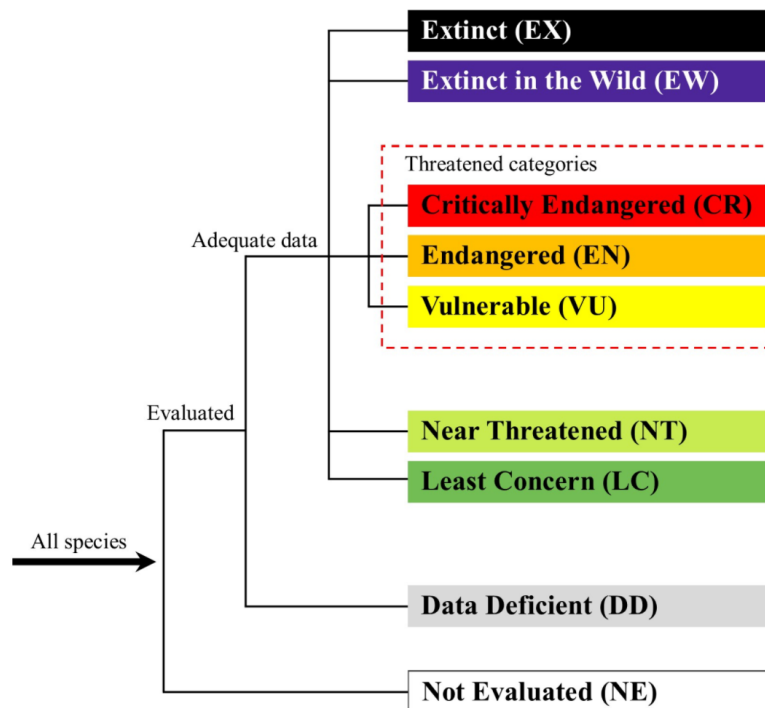 Extinct (EX)
Extinct in the Wild (EW)
Threatened categories
Critically Endangered (CR)
Adequate data
Endangered (EN)
Vulnerable (VU)
Evaluated
Near Threatened (NT)
Least Concern (LC)
All species
Data Deficient (DD)
Not Evaluated (NE)